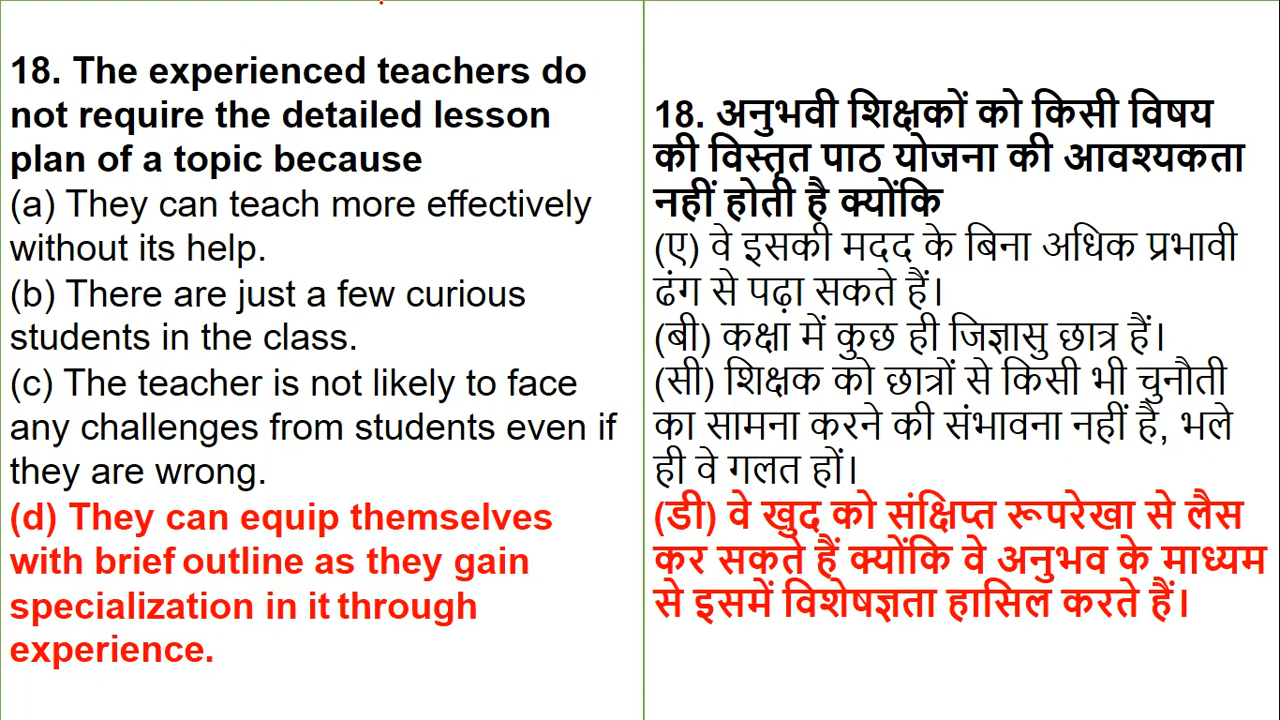 18. The experienced teachers do
not require the detailed lesson
plan of a topic because
(a) They can teach more effectively
without its help.
(b) There are just a few curious
students in the class.
(c) The teacher is not likely to face
any challenges from students even if
they are wrong.
(d) They can equip themselves
with brief outline as they gain
specialization in it through
experience.
18. अनुभवी शिक्षकों को किसी विषय
की विस्तृत पाठ योजना की आवश्यकता
नहीं होती है क्योंकि
(ए) वे इसकी मदद के बिना अधिक प्रभावी
ढंग से पढ़ा सकते हैं।
(बी) कक्षा में कुछ ही जिज्ञासु छात्र हैं।
(सी) शिक्षक को छात्रों से किसी भी चुनौती
का सामना करने की संभावना नहीं है, भले
ही वे गलत हों।
(डी) वे खुद को संक्षिप्त रूपरेखा से लैस
कर सकते हैं क्योंकि वे अनुभव के माध्यम
से इसमें विशेषज्ञता हासिल करते हैं।